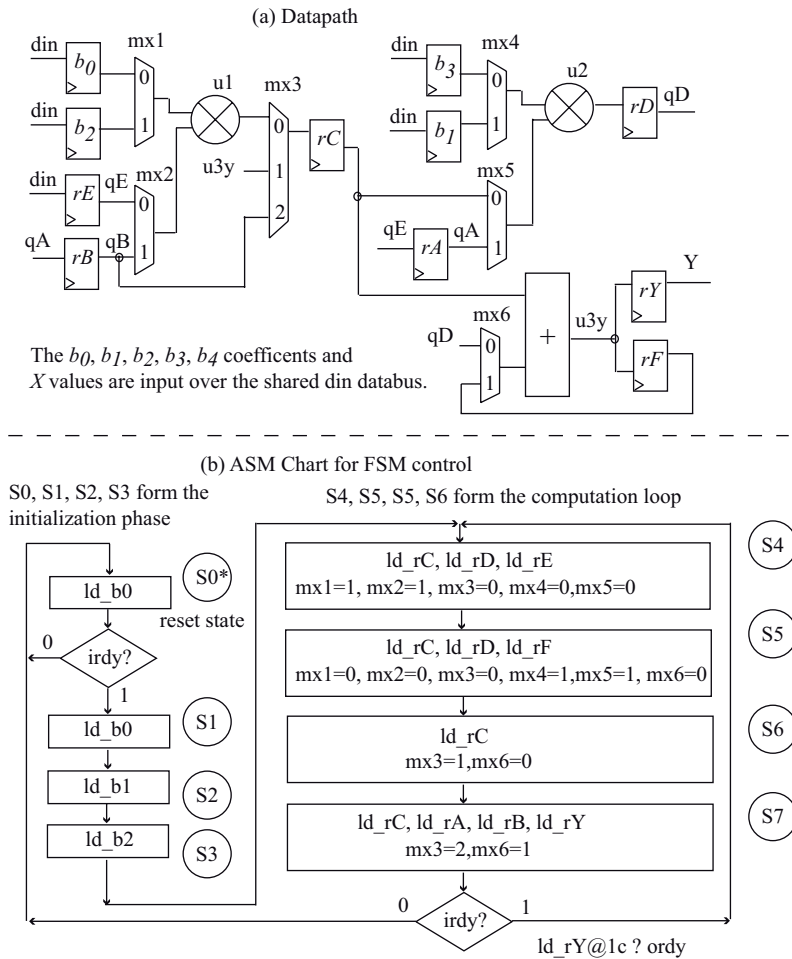 (a) Datapath
din
b0
mx1
0
1
din
b2
u1
mx3
0
1
2
u3y
rC
din
rE
qE
mx2
0
1
qA
rB
qB
din
b3
mx4
0
1
din
b1
u2
rD
qD
mx5
0
1
qE
rA
qA
mx6
qD
0
1
+
u3y
rY
Y
rF
The b0, b1, b2, b3, b4 coefficents and
X values are input over the shared din databus.
(b) ASM Chart for FSM control
S0, S1, S2, S3 form the
initialization phase
S4, S5, S5, S6 form the computation loop
ld_b0
S0*
reset state
irdy?
0
1
ld_b0
S1
ld_b1
S2
ld_b2
S3
ld_rC, ld_rD, ld_rE
mx1=1, mx2=1, mx3=0, mx4=0,mx5=0
S4
ld_rC, ld_rD, ld_rF
mx1=0, mx2=0, mx3=0, mx4=1,mx5=1, mx6=0
S5
ld_rC
mx3=1,mx6=0
S6
ld_rC, ld_rA, ld_rB, ld_rY
mx3=2,mx6=1
S7
0
irdy?
1
ld_rY@1c ? ordy